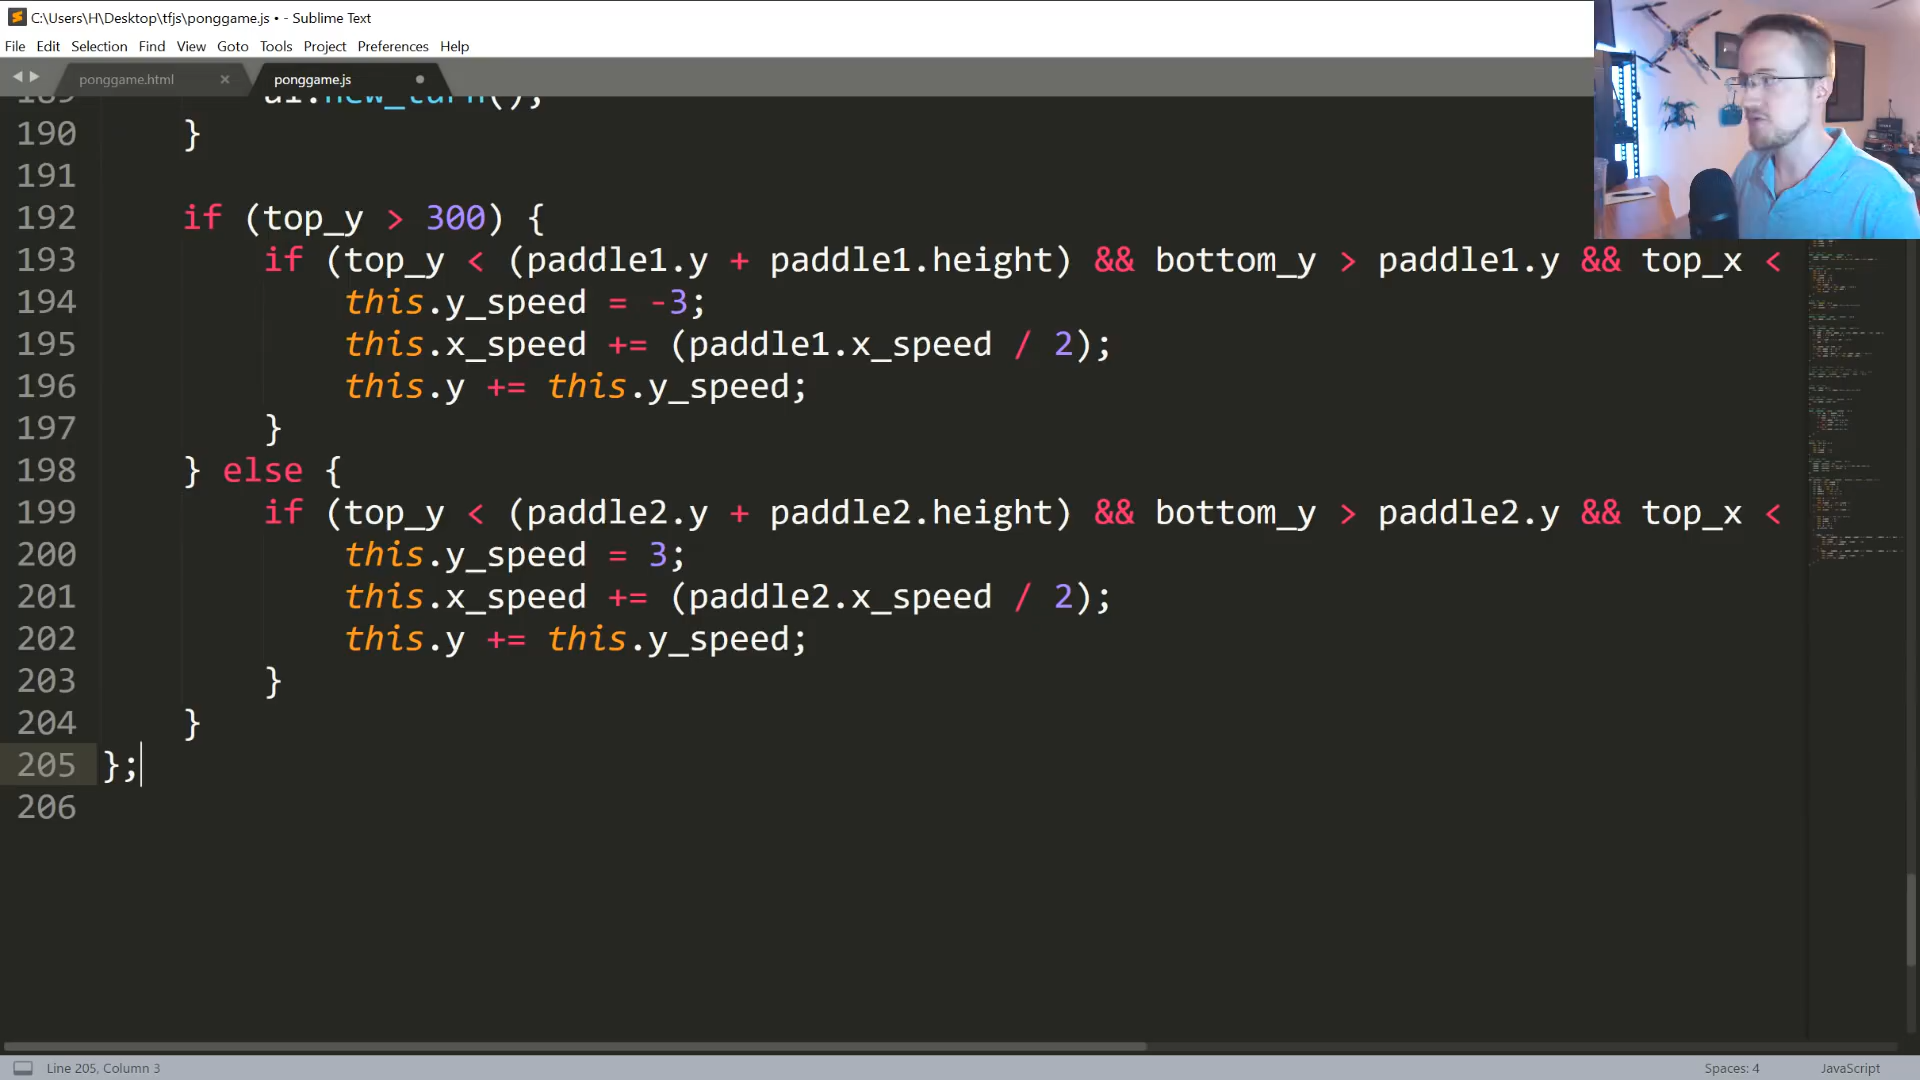 C:\Users\H\Desktop\tfjs\ponggame.js • - Sublime Text
File Edit Selection Find View Goto Tools Project Preferences Help
ponggame.html × ponggame.js
189 ai.new_turn();
190 }
191
192 if (top_y > 300) {
193 if (top_y < (paddle1.y + paddle1.height) && bottom_y > paddle1.y && top_x <
194 this.y_speed = -3;
195 this.x_speed += (paddle1.x_speed / 2);
196 this.y += this.y_speed;
197 }
198 } else {
199 if (top_y < (paddle2.y + paddle2.height) && bottom_y > paddle2.y && top_x <
200 this.y_speed = 3;
201 this.x_speed += (paddle2.x_speed / 2);
202 this.y += this.y_speed;
203 }
204 }
205 };
206
Line 205, Column 3 Spaces: 4 JavaScript